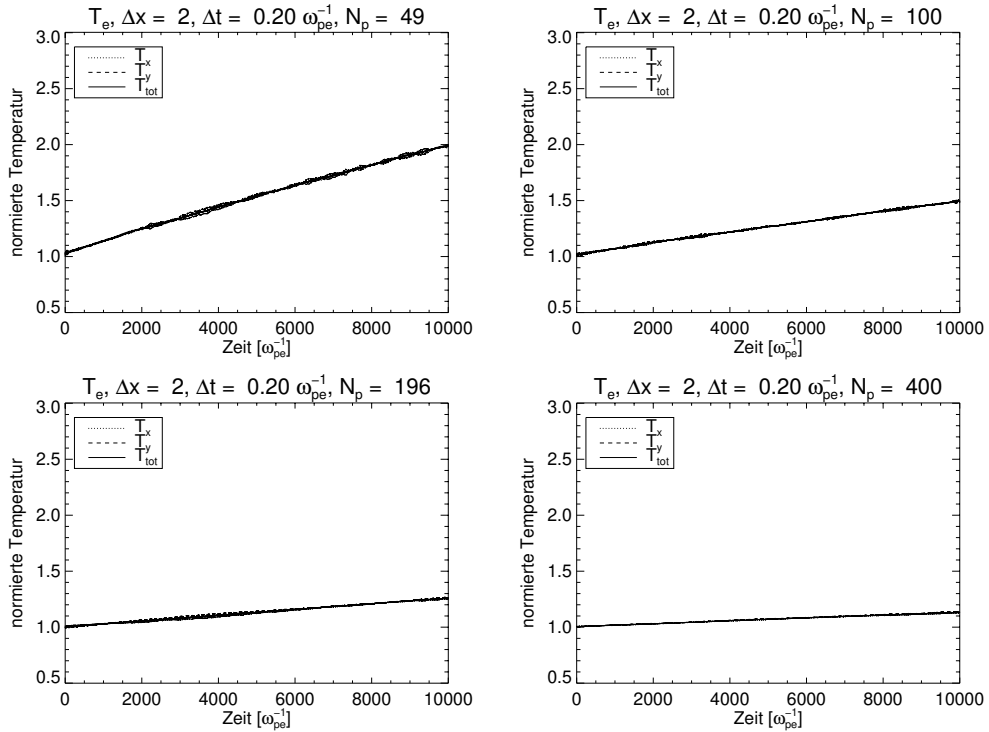 T_e, Δx = 2, Δt = 0.20 ω_pe^-1, N_p = 49
3.0
2.5
2.0
1.5
1.0
0.5
normierte Temperatur
T_x
T_y
T_tot
0 2000 4000 6000 8000 10000
Zeit [ω_pe^-1]
T_e, Δx = 2, Δt = 0.20 ω_pe^-1, N_p = 100
3.0
2.5
2.0
1.5
1.0
0.5
normierte Temperatur
T_x
T_y
T_tot
0 2000 4000 6000 8000 10000
Zeit [ω_pe^-1]
T_e, Δx = 2, Δt = 0.20 ω_pe^-1, N_p = 196
3.0
2.5
2.0
1.5
1.0
0.5
normierte Temperatur
T_x
T_y
T_tot
0 2000 4000 6000 8000 10000
Zeit [ω_pe^-1]
T_e, Δx = 2, Δt = 0.20 ω_pe^-1, N_p = 400
3.0
2.5
2.0
1.5
1.0
0.5
normierte Temperatur
T_x
T_y
T_tot
0 2000 4000 6000 8000 10000
Zeit [ω_pe^-1]